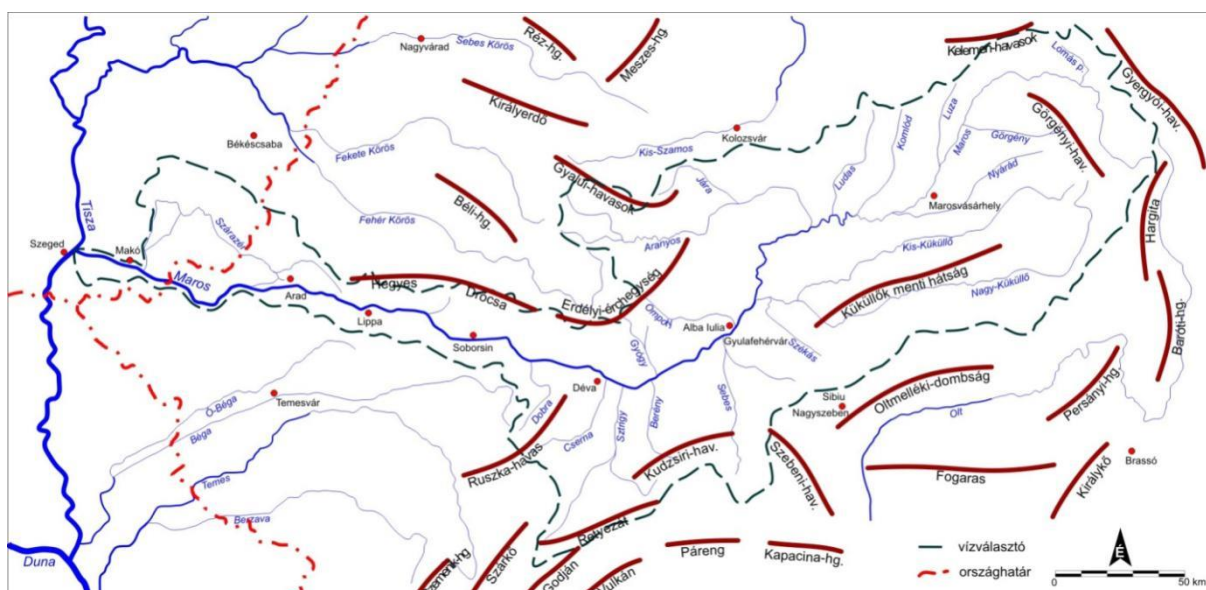 Réz-hg.
Meszes-hg.
Kelemen-havasok
Nagyvárad
Sebes Körös
Lomás p.
Gyergyói-hav.
Királyerdő
Luza
Komlód
Maros
Görgény
Görgényi-hav.
Békéscsaba
Kolozsvár
Kis-Szamos
Fekete Körös
Gyalui-havasok
Jára
Ludas
Nyárád
Marosvásárhely
Béli-hg.
Fehér Körös
Tisza
Hargita
Szárazér
Aranyos
Kis-Küküllő
Szeged
Makó
Maros
Arad
Hegyes
Drócsa
Erdélyi-érchegység
Küküllők menti hátság
Nagy-Küküllő
Lippa
Ompoly
Alba Iulia
Gyulafehérvár
Székás
Baróti-hg.
Soborsin
Gyógy
Déva
Sebes
Sibiu
Nagyszeben
Oltmelléki-dombság
Persányi-hg.
Temesvár
Ó-Béga
Béga
Dobra
Cserna
Sztrigy
Berény
Olt
Ruszka-havas
Kudzsiri-hav.
Szebeni-hav.
Fogaras
Királykő
Brassó
Temes
Berzava
Retyezát
Szárkő
Godján
Vulkán
Páreng
Kapacina-hg.
Duna
vízválasztó
országhatár
É
0
50 km